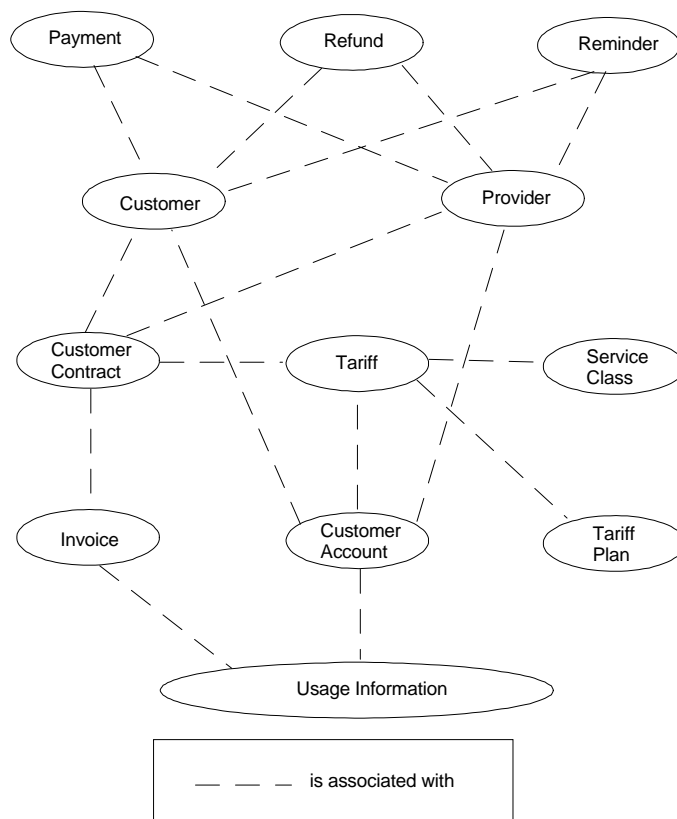 Payment
Refund
Reminder
Customer
Provider
Customer
Contract
Tariff
Service
Class
Invoice
Customer
Account
Tariff
Plan
Usage Information
is associated with